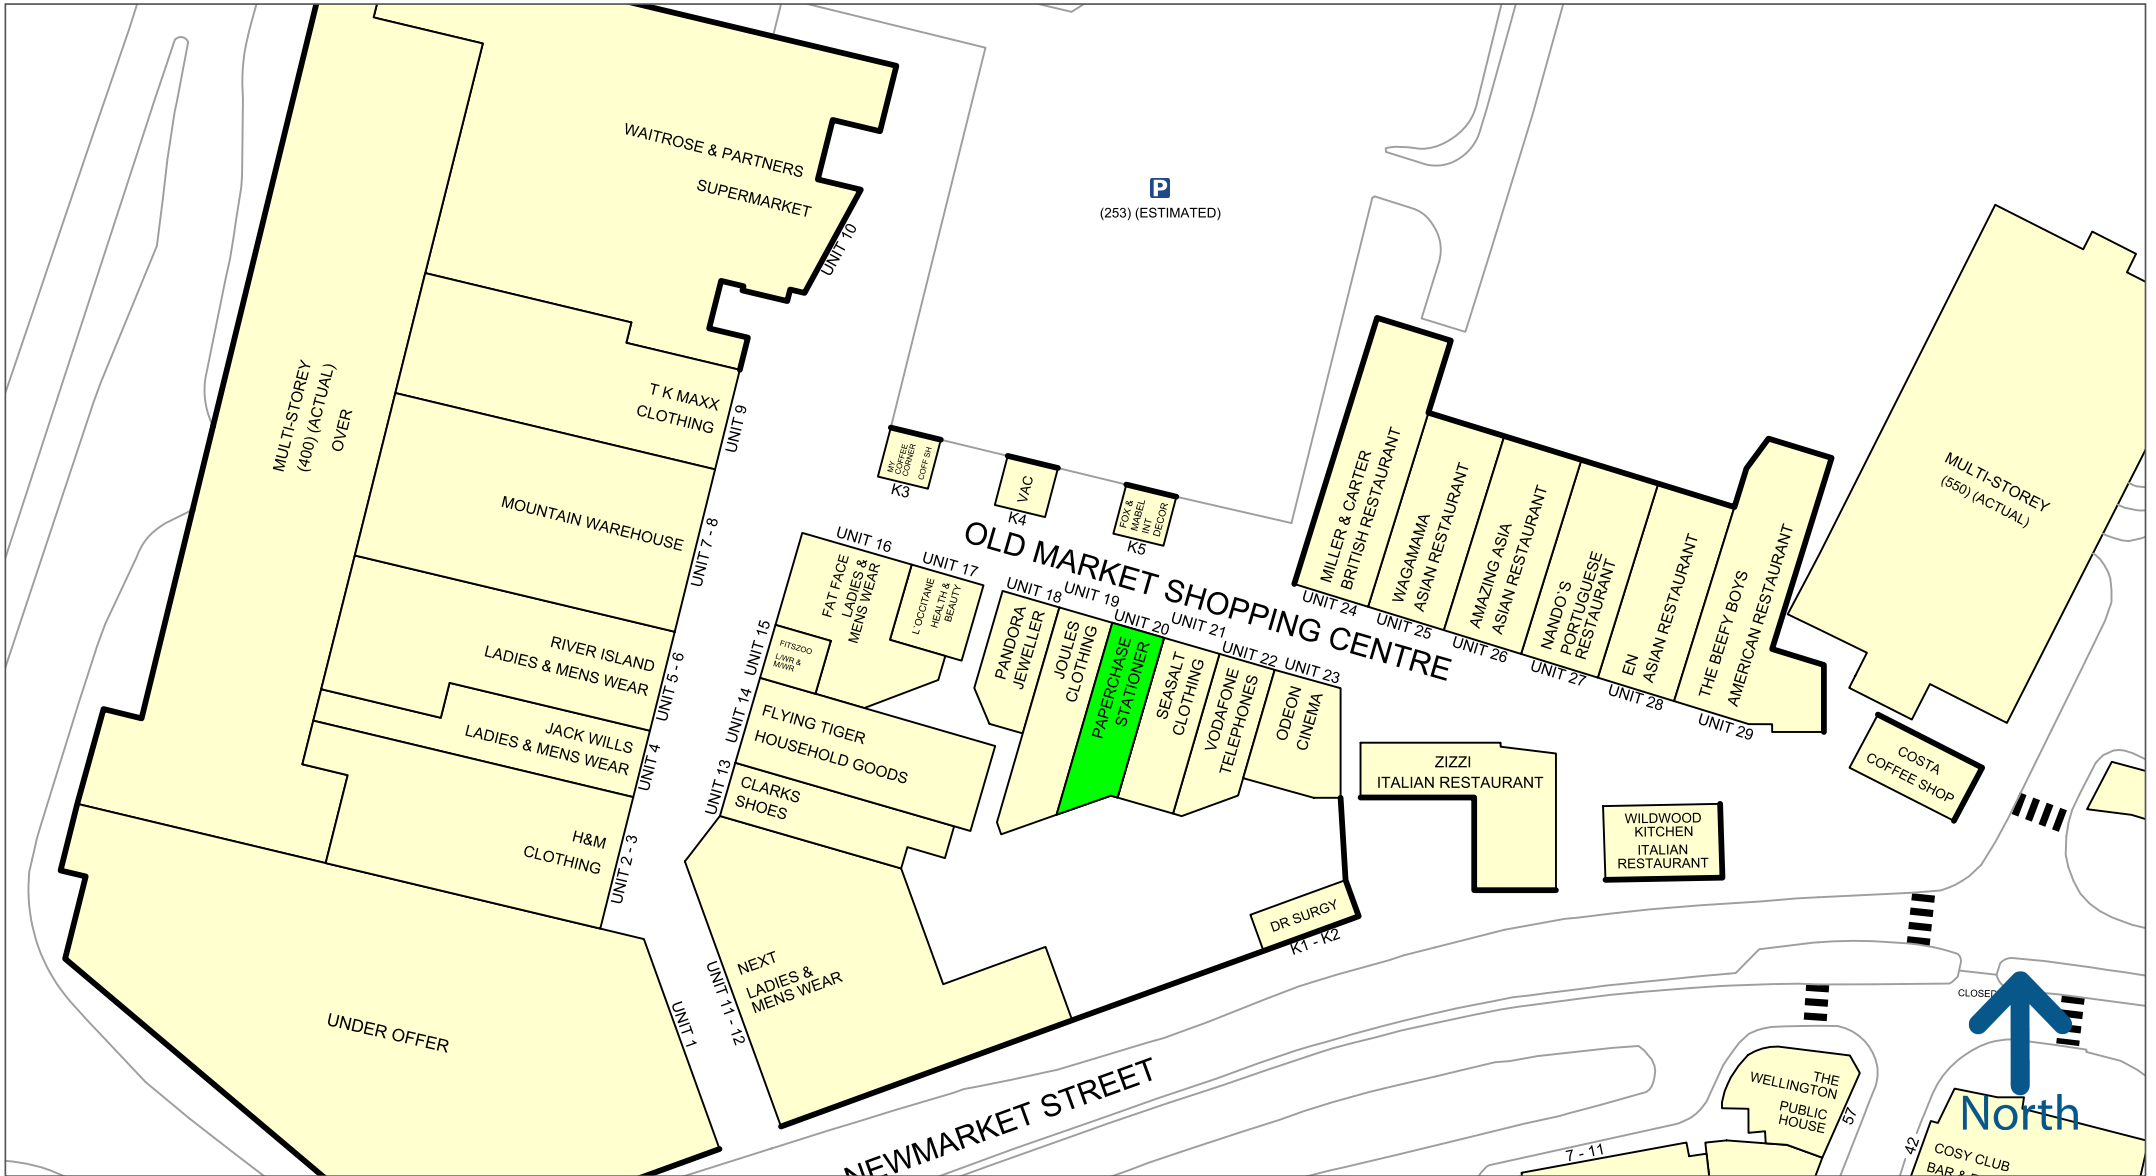 WAITROSE & PARTNERS
SUPERMARKET
UNIT 10
P
(253) (ESTIMATED)
MULTI-STOREY
(400) (ACTUAL)
OVER
T K MAXX
CLOTHING
UNIT 9
MOUNTAIN WAREHOUSE
UNIT 7 - 8
RIVER ISLAND
LADIES & MENS WEAR
UNIT 5 - 6
JACK WILLS
LADIES & MENS WEAR
UNIT 4
H&M
CLOTHING
UNIT 2 - 3
UNDER OFFER
UNIT 1
MY
COFFEE
CORNER
COFF SH
K3
VAC
K4
FOX &
MABEL
INT
DECOR
K5
OLD MARKET SHOPPING CENTRE
UNIT 16
FAT FACE
LADIES &
MENS WEAR
UNIT 17
L'OCCITANE
HEALTH &
BEAUTY
UNIT 15
FITSZOO
L/WR &
M/WR
UNIT 14
FLYING TIGER
HOUSEHOLD GOODS
UNIT 13
CLARKS
SHOES
UNIT 11 - 12
NEXT
LADIES &
MENS WEAR
UNIT 18
PANDORA
JEWELLER
UNIT 19
JOULES
CLOTHING
UNIT 20
PAPERCHASE
STATIONER
UNIT 21
SEASALT
CLOTHING
UNIT 22
VODAFONE
TELEPHONES
UNIT 23
ODEON
CINEMA
DR SURGY
K1 - K2
MILLER & CARTER
BRITISH RESTAURANT
UNIT 24
WAGAMAMA
ASIAN RESTAURANT
UNIT 25
AMAZING ASIA
ASIAN RESTAURANT
UNIT 26
NANDO'S
PORTUGUESE
RESTAURANT
UNIT 27
EN
ASIAN RESTAURANT
UNIT 28
THE BEEFY BOYS
AMERICAN RESTAURANT
UNIT 29
MULTI-STOREY
(550) (ACTUAL)
COSTA
COFFEE SHOP
ZIZZI
ITALIAN RESTAURANT
WILDWOOD
KITCHEN
ITALIAN
RESTAURANT
NEWMARKET STREET
CLOSED
North
THE
WELLINGTON
PUBLIC
HOUSE
57
42
7 - 11
COSY CLUB
BAR &